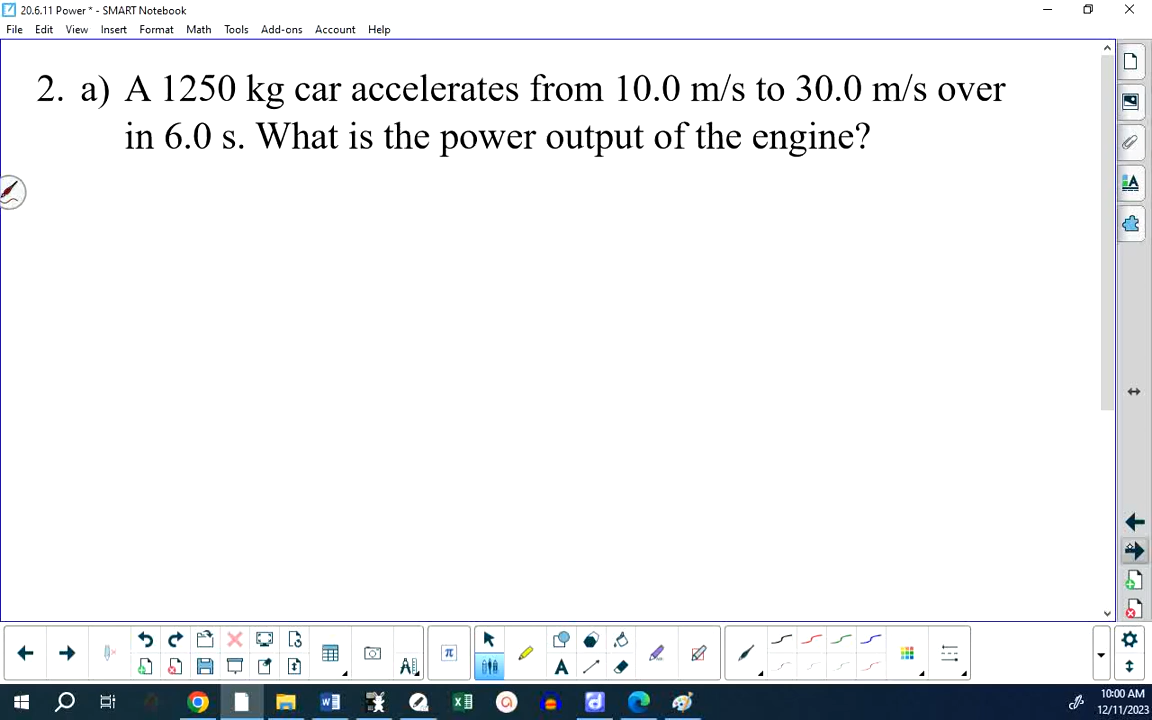 20.6.11 Power * - SMART Notebook
File Edit View Insert Format Math Tools Add-ons Account Help
2. a) A 1250 kg car accelerates from 10.0 m/s to 30.0 m/s over
in 6.0 s. What is the power output of the engine?
10:00 AM
12/11/2023